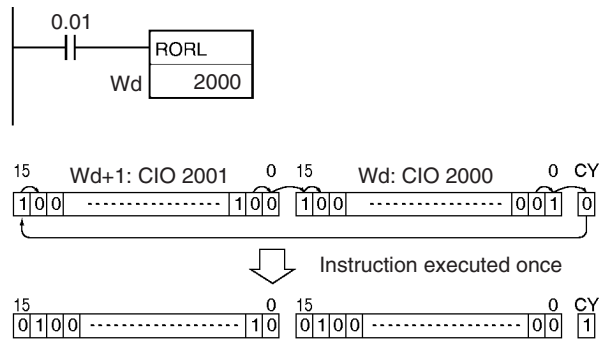 0.01
RORL
Wd 2000
15 Wd+1: CIO 2001 0 15 Wd: CIO 2000 0 CY
1 0 0 1 0 0 1 0 0 0 0 1 0
Instruction executed once
15 0 15 0 CY
0 1 0 0 1 0 0 1 0 0 0 0 1